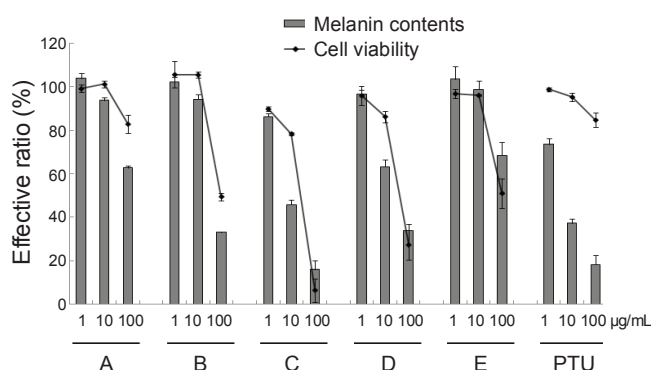 Melanin contents
Cell viability
Effective ratio (%)
120
100
80
60
40
20
0
1 10 100 1 10 100 1 10 100 1 10 100 1 10 100 1 10 100 µg/mL
A B C D E PTU